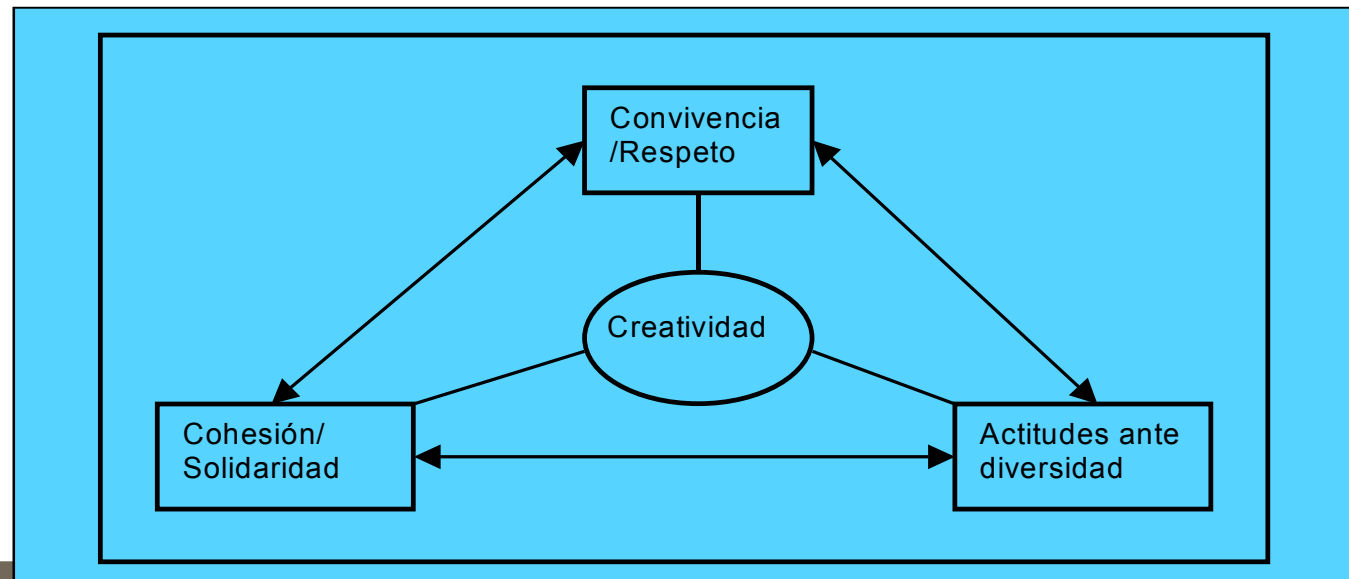 Convivencia
/Respeto
Creatividad
Cohesión/
Solidaridad
Actitudes ante
diversidad